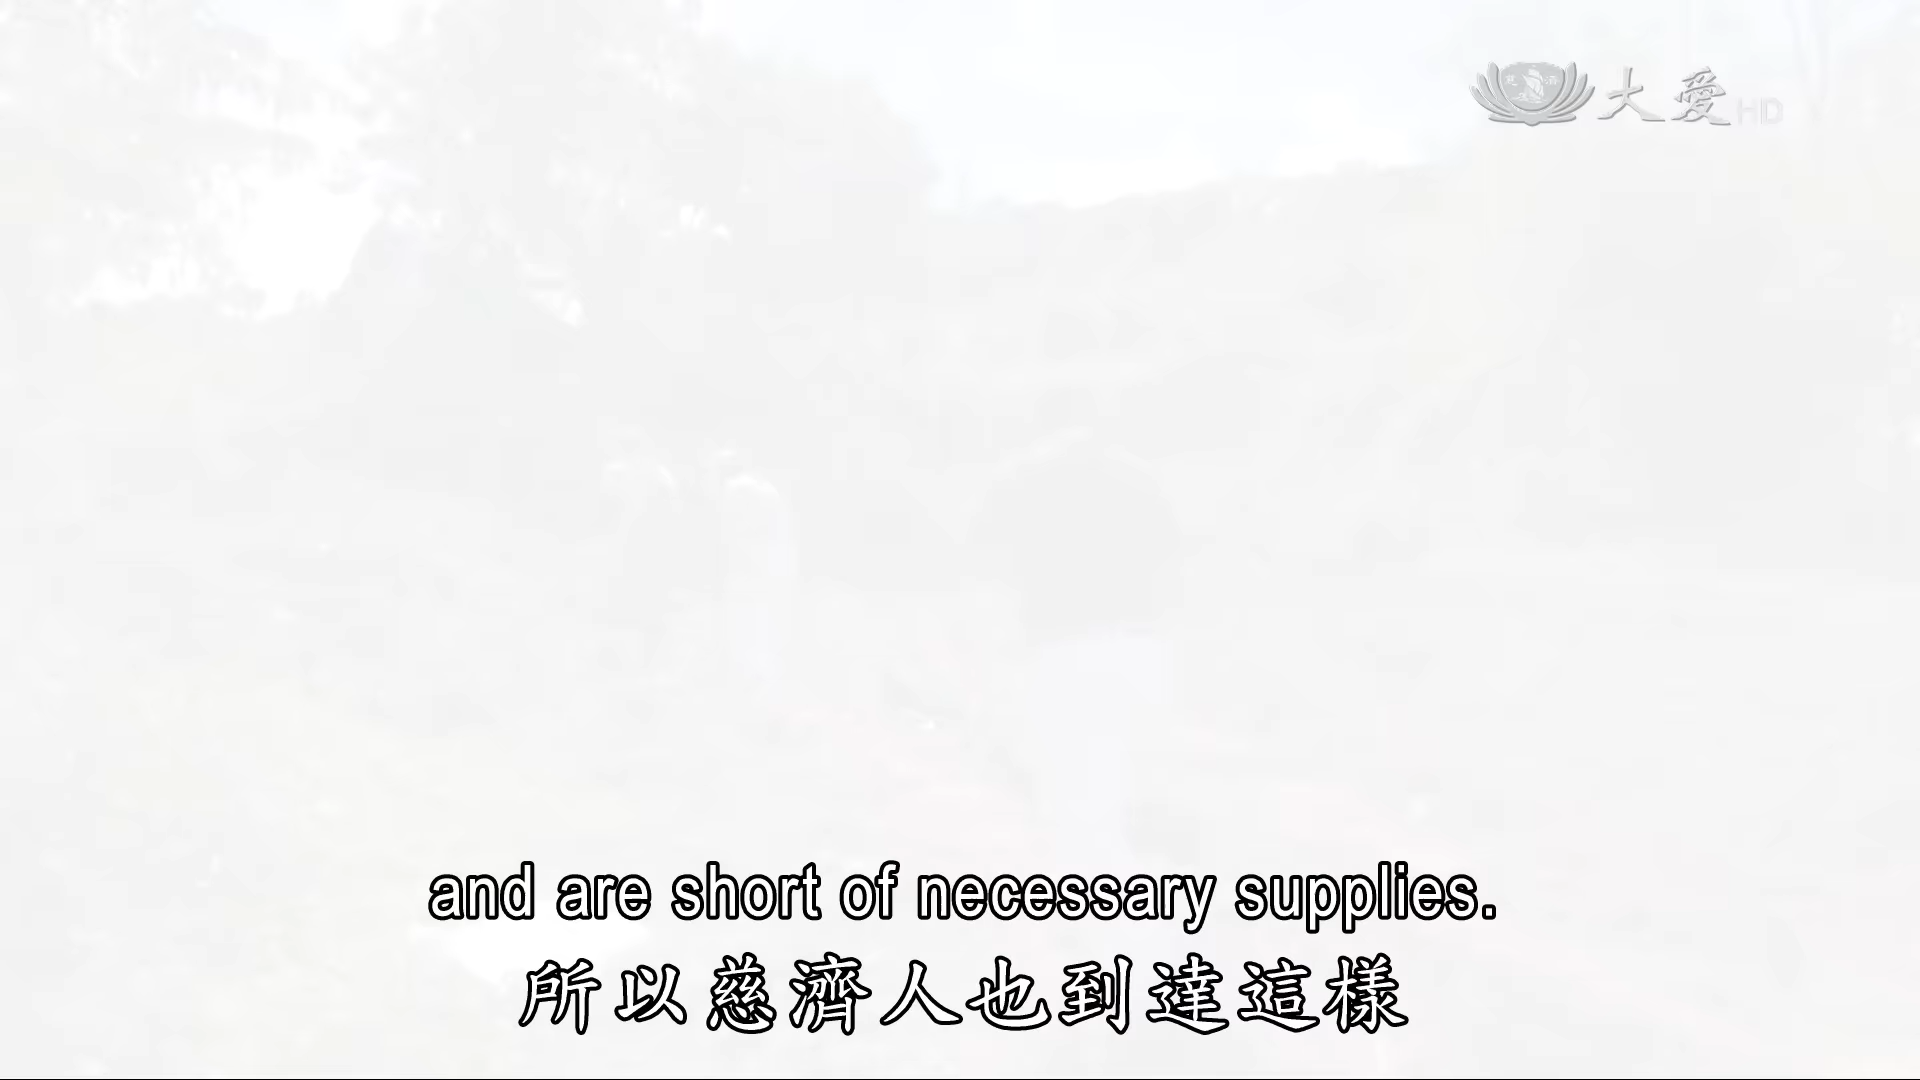 大愛HD
and are short of necessary supplies.
所以慈濟人也到達這樣